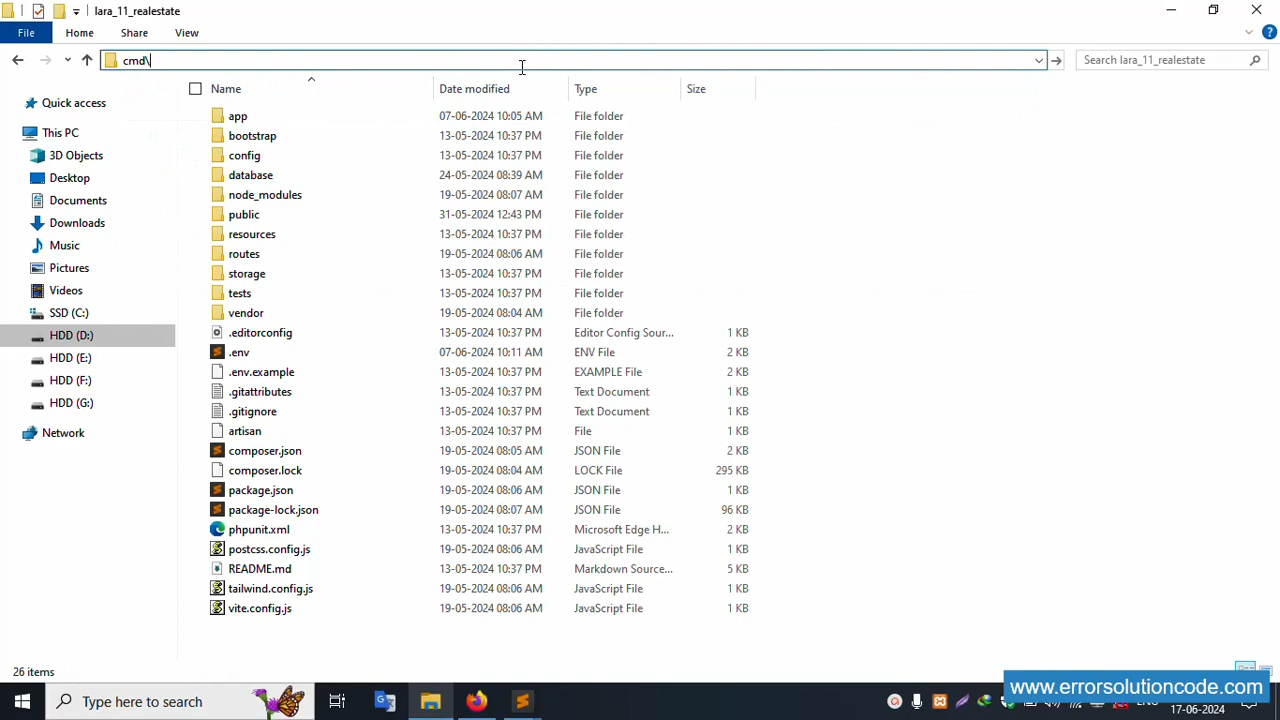 lara_11_realestate
File Home Share View
cmd\ Search lara_11_realestate
Name Date modified Type Size
Quick access
This PC
3D Objects
Desktop
Documents
Downloads
Music
Pictures
Videos
SSD (C:)
HDD (D:)
HDD (E:)
HDD (F:)
HDD (G:)
Network
app 07-06-2024 10:05 AM File folder
bootstrap 13-05-2024 10:37 PM File folder
config 13-05-2024 10:37 PM File folder
database 24-05-2024 08:39 AM File folder
node_modules 19-05-2024 08:07 AM File folder
public 31-05-2024 12:43 PM File folder
resources 13-05-2024 10:37 PM File folder
routes 19-05-2024 08:06 AM File folder
storage 13-05-2024 10:37 PM File folder
tests 13-05-2024 10:37 PM File folder
vendor 19-05-2024 08:04 AM File folder
.editorconfig 13-05-2024 10:37 PM Editor Config Sour... 1 KB
.env 07-06-2024 10:11 AM ENV File 2 KB
.env.example 13-05-2024 10:37 PM EXAMPLE File 2 KB
.gitattributes 13-05-2024 10:37 PM Text Document 1 KB
.gitignore 13-05-2024 10:37 PM Text Document 1 KB
artisan 13-05-2024 10:37 PM File 1 KB
composer.json 19-05-2024 08:05 AM JSON File 2 KB
composer.lock 19-05-2024 08:04 AM LOCK File 295 KB
package.json 19-05-2024 08:06 AM JSON File 1 KB
package-lock.json 19-05-2024 08:07 AM JSON File 96 KB
phpunit.xml 13-05-2024 10:37 PM Microsoft Edge H... 2 KB
postcss.config.js 19-05-2024 08:06 AM JavaScript File 1 KB
README.md 13-05-2024 10:37 PM Markdown Source... 5 KB
tailwind.config.js 19-05-2024 08:06 AM JavaScript File 1 KB
vite.config.js 19-05-2024 08:06 AM JavaScript File 1 KB
26 items
www.errorsolutioncode.com
Type here to search
17-06-2024